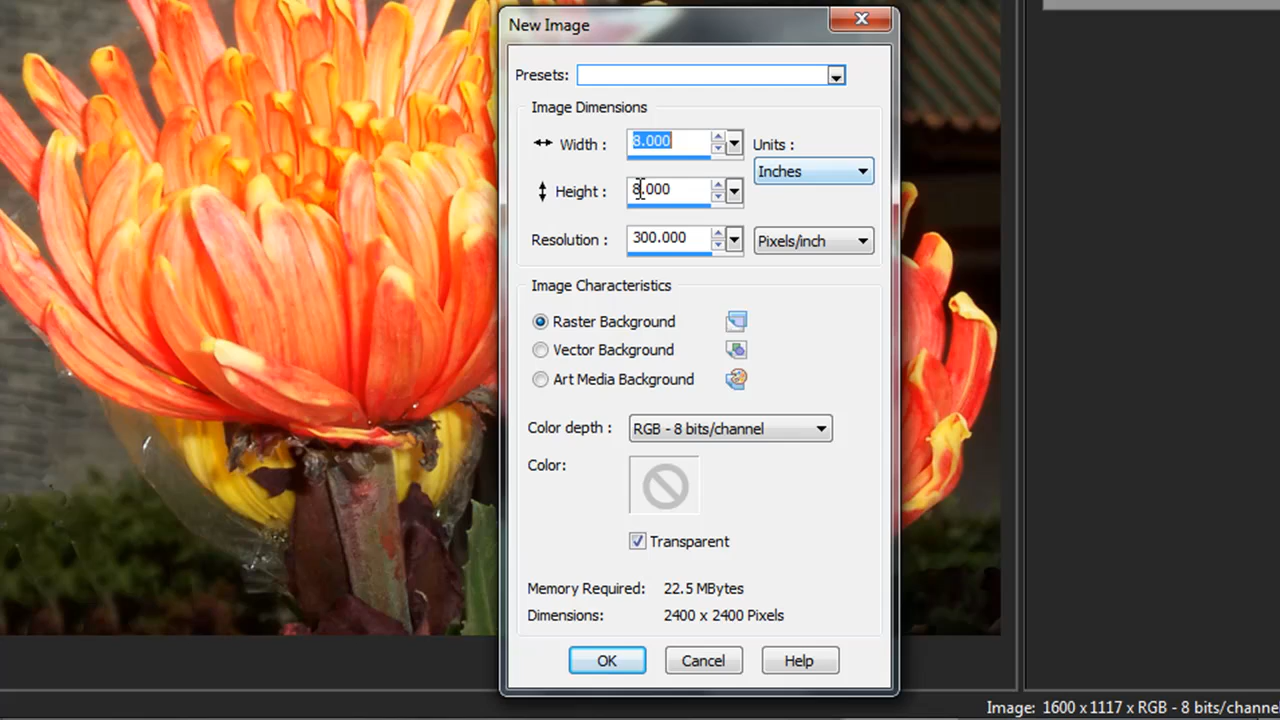 New Image
Presets:
Image Dimensions
Width : 8.000 Units :
Inches
Height : 8.000
Resolution : 300.000 Pixels/inch
Image Characteristics
Raster Background
Vector Background
Art Media Background
Color depth : RGB - 8 bits/channel
Color:
Transparent
Memory Required: 22.5 MBytes
Dimensions: 2400 x 2400 Pixels
OK Cancel Help
Image: 1600 x 1117 x RGB - 8 bits/channe